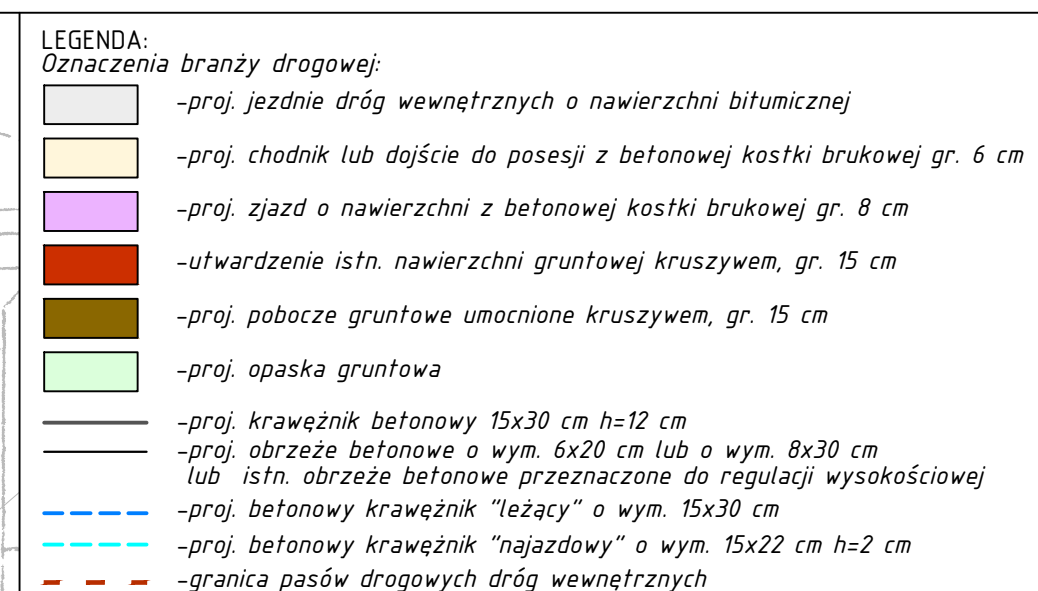 LEGENDA:
Oznaczenia branży drogowej:
-proj. jezdnie dróg wewnętrznych o nawierzchni bitumicznej
-proj. chodnik lub dojście do posesji z betonowej kostki brukowej gr. 6 cm
-proj. zjazd o nawierzchni z betonowej kostki brukowej gr. 8 cm
-utwardzenie istn. nawierzchni gruntowej kruszywem, gr. 15 cm
-proj. pobocze gruntowe umocnione kruszywem, gr. 15 cm
-proj. opaska gruntowa
-proj. krawężnik betonowy 15x30 cm h=12 cm
-proj. obrzeże betonowe o wym. 6x20 cm lub o wym. 8x30 cm
lub istn. obrzeże betonowe przeznaczone do regulacji wysokościowej
-proj. betonowy krawężnik "leżący" o wym. 15x30 cm
-proj. betonowy krawężnik "najazdowy" o wym. 15x22 cm h=2 cm
-granica pasów drogowych dróg wewnętrznych